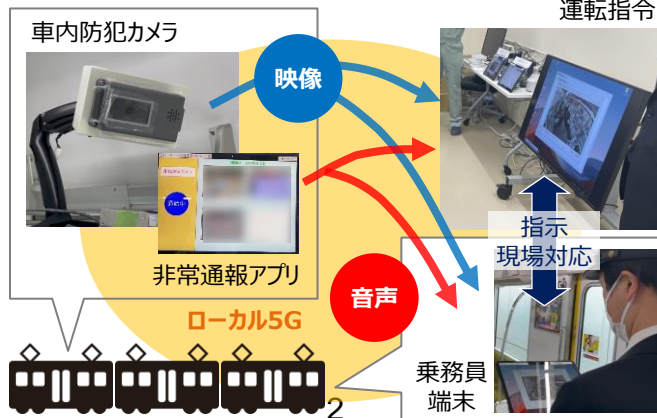 運転指令
車内防犯カメラ
映像
非常通報アプリ
指示
現場対応
音声
ローカル5G
乗務員
端末
2